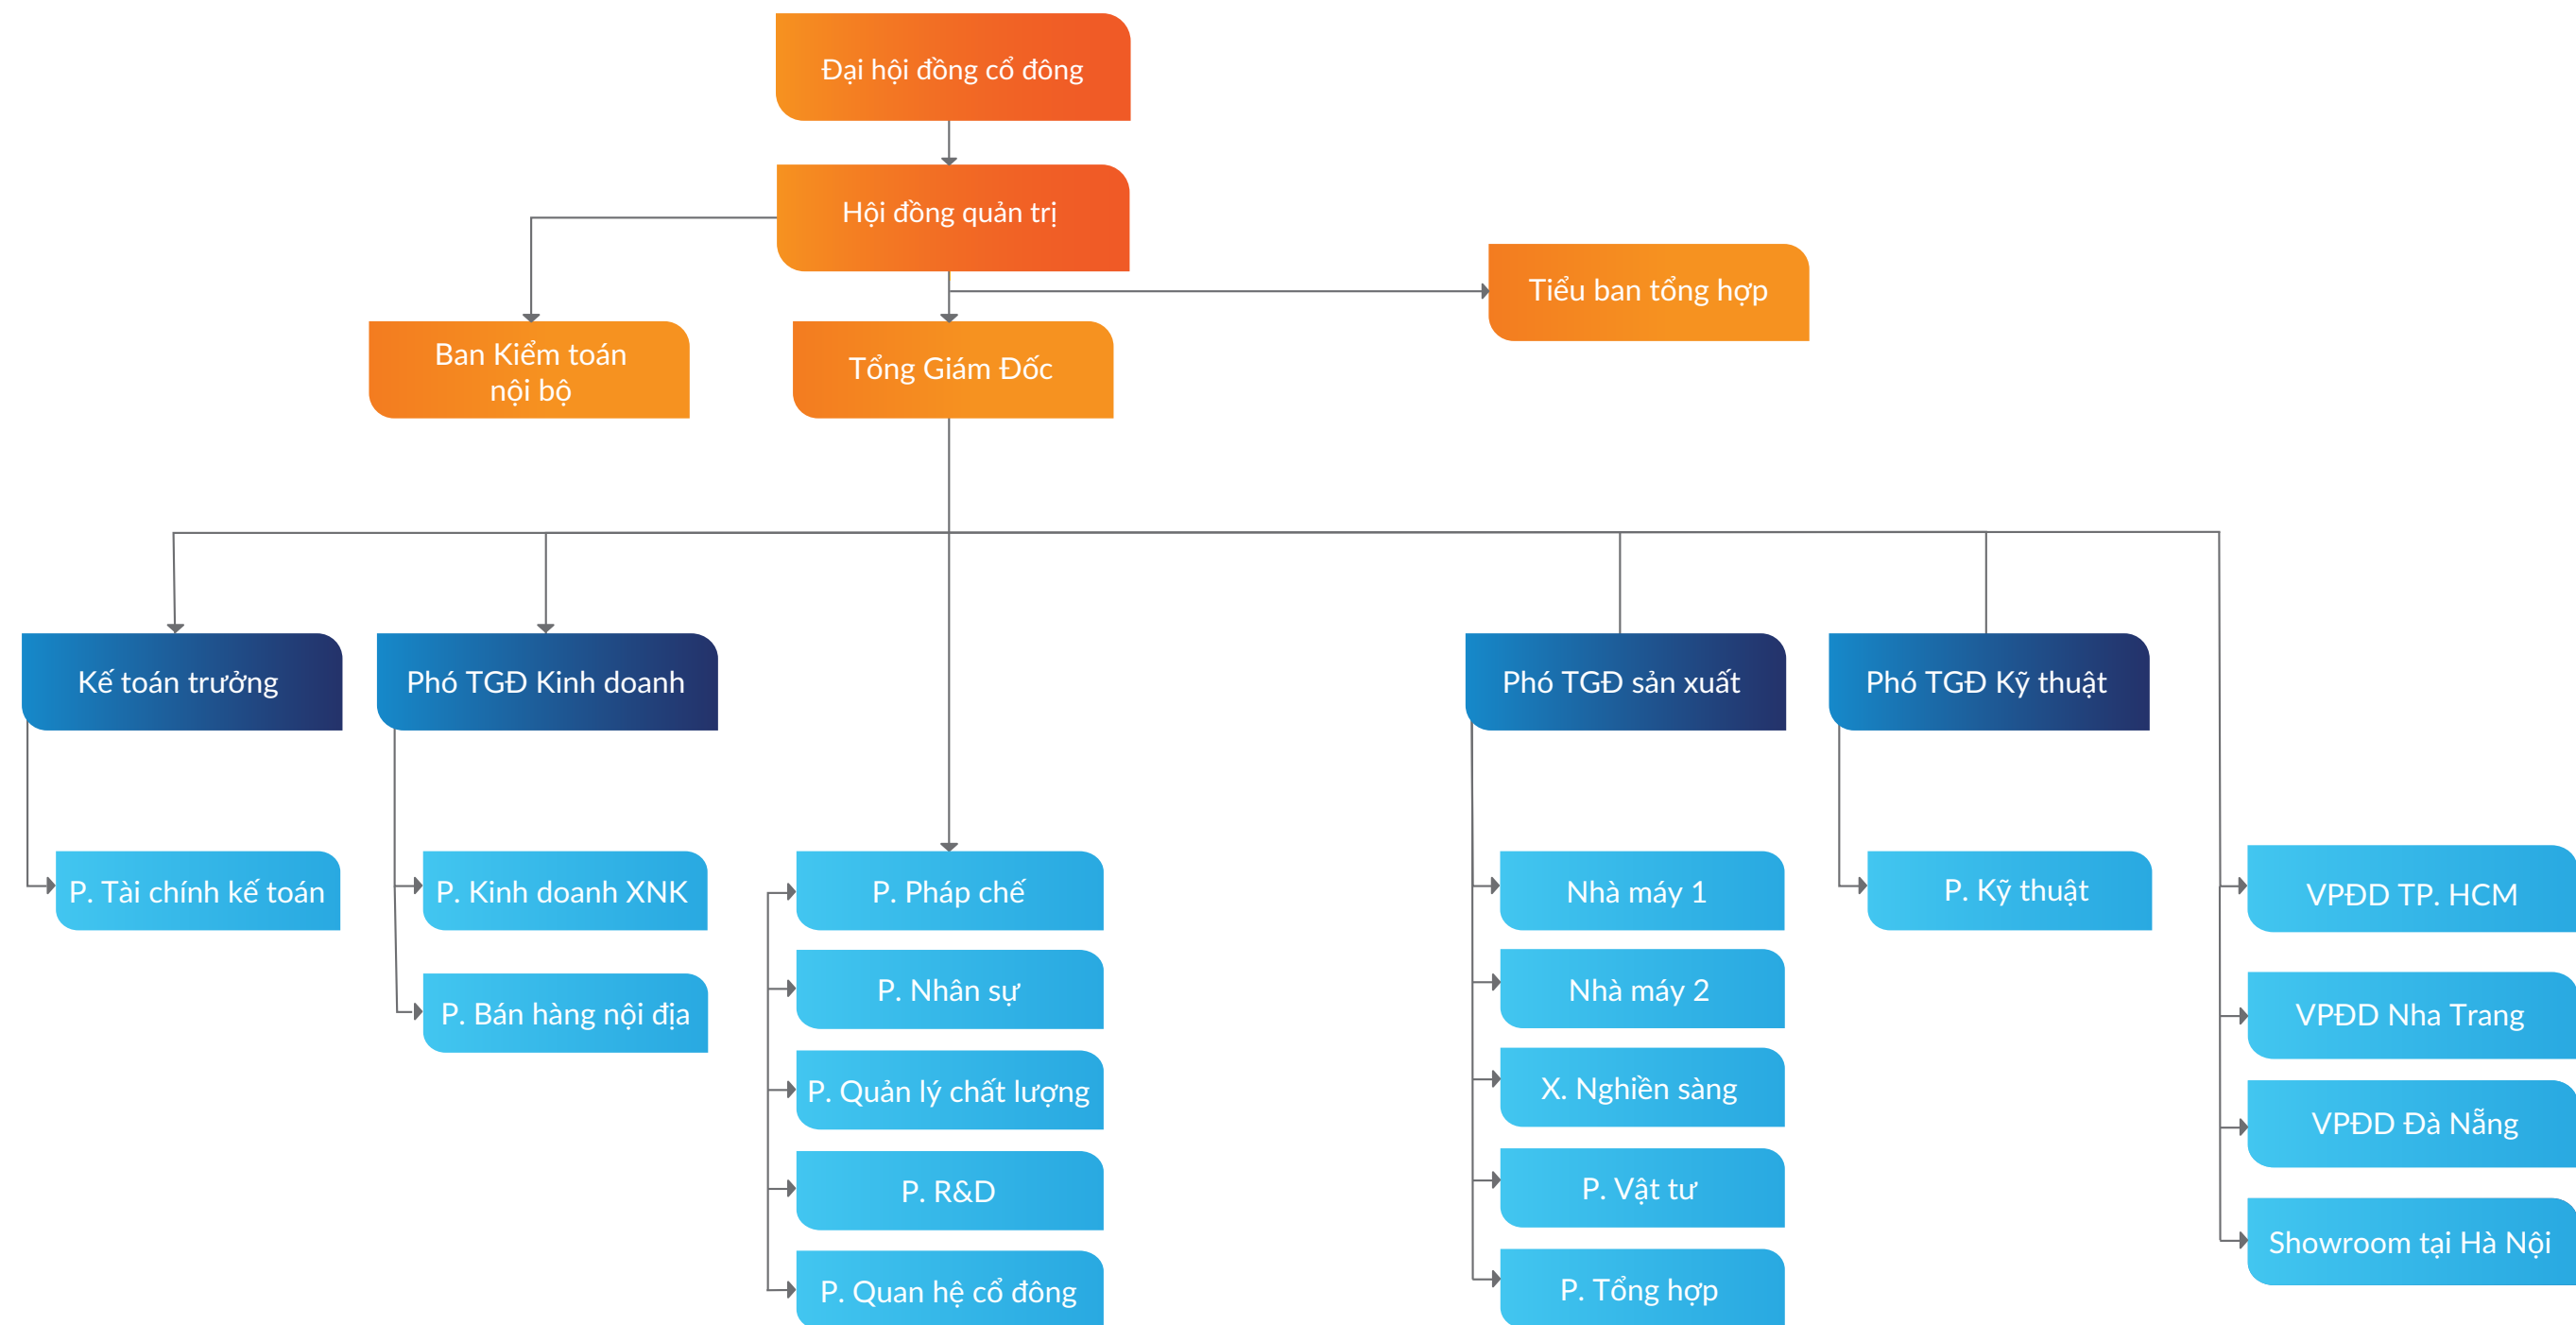 Đại hội đồng cổ đông
Hội đồng quản trị
Tiểu ban tổng hợp
Ban Kiểm toán
nội bộ
Tổng Giám Đốc
Kế toán trưởng
Phó TGĐ Kinh doanh
Phó TGĐ sản xuất
Phó TGĐ Kỹ thuật
P. Tài chính kế toán
P. Kinh doanh XNK
P. Bán hàng nội địa
P. Pháp chế
P. Nhân sự
P. Quản lý chất lượng
P. R&D
P. Quan hệ cổ đông
Nhà máy 1
Nhà máy 2
X. Nghiền sàng
P. Vật tư
P. Tổng hợp
P. Kỹ thuật
VPĐD TP. HCM
VPĐD Nha Trang
VPĐD Đà Nẵng
Showroom tại Hà Nội